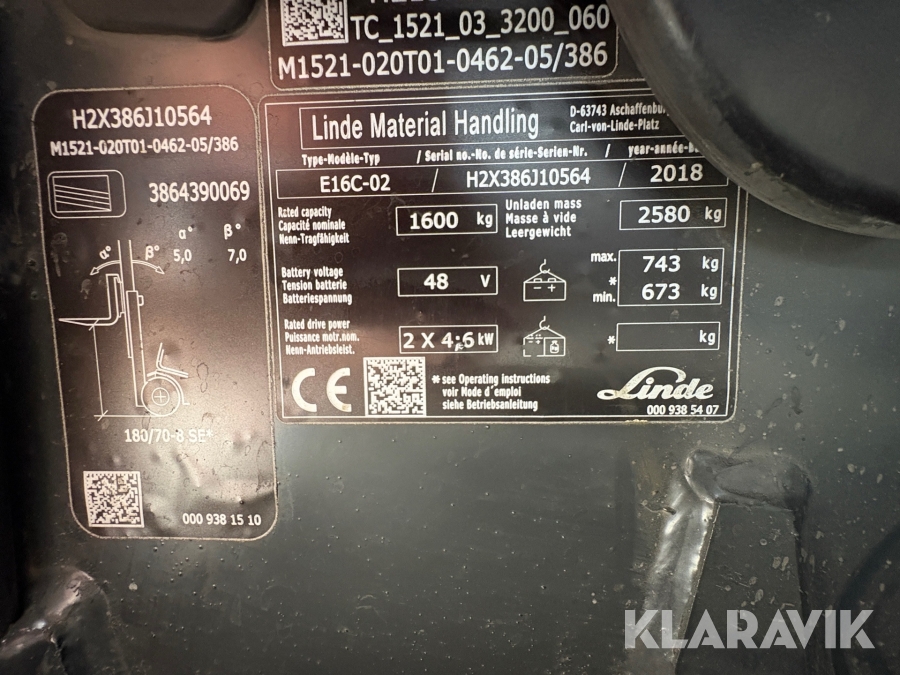 TC_1521_03_3200_060
M1521-020T01-0462-05/386
H2X386J10564
M1521-020T01-0462-05/386
3864390069
α° β°
5,0 7,0
α° β°
180/70-8 SE*
000 938 15 10
Linde Material Handling
D-63743
Carl-von-Linde-Platz
Type-Modèle-Typ / Serial no.-No. de série-Serien-Nr. /
E16C-02 / H2X386J10564 / 2018
Rated capacity
Capacité nominale
Nenn-Tragfähigkeit
1600 kg
Unladen mass
Masse à vide
Leergewicht
2580 kg
Battery voltage
Tension batterie
Batteriespannung
48 V
max. 743 kg
*
min. 673 kg
Rated drive power
Puissance motr.nom.
Nenn-Antriebsleist.
2 X 4,6 kW
* kg
CE
* see Operating instructions
voir Mode d'emploi
siehe Betriebsanleitung
Linde
000 938 54 07
KLARAVIK